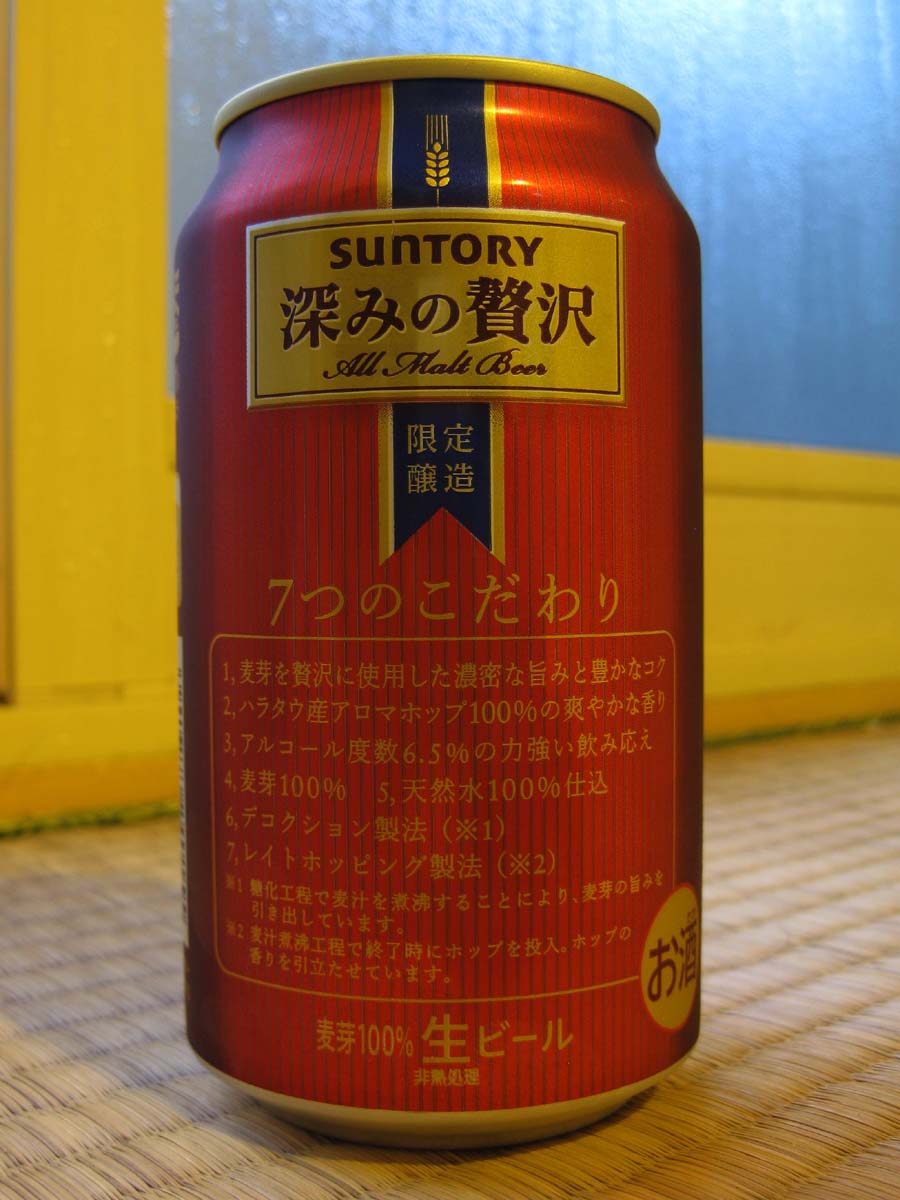 SUNTORY
深みの贅沢
All Malt Beer
限定
醸造
7つのこだわり
1,麦芽を贅沢に使用した濃密な旨みと豊かなコク
2,ハラタウ産アロマホップ100%の爽やかな香り
3,アルコール度数6.5%の力強い飲み応え
4,麦芽100% 5,天然水100%仕込
6,デコクション製法(※1)
7,レイトホッピング製法(※2)
※1 糖化工程で麦汁を煮沸することにより、麦芽の旨みを
引き出しています。
※2 麦汁煮沸工程で終了時にホップを投入。ホップの
香りを引立たせています。
お酒
麦芽100% 生ビール
非熱処理